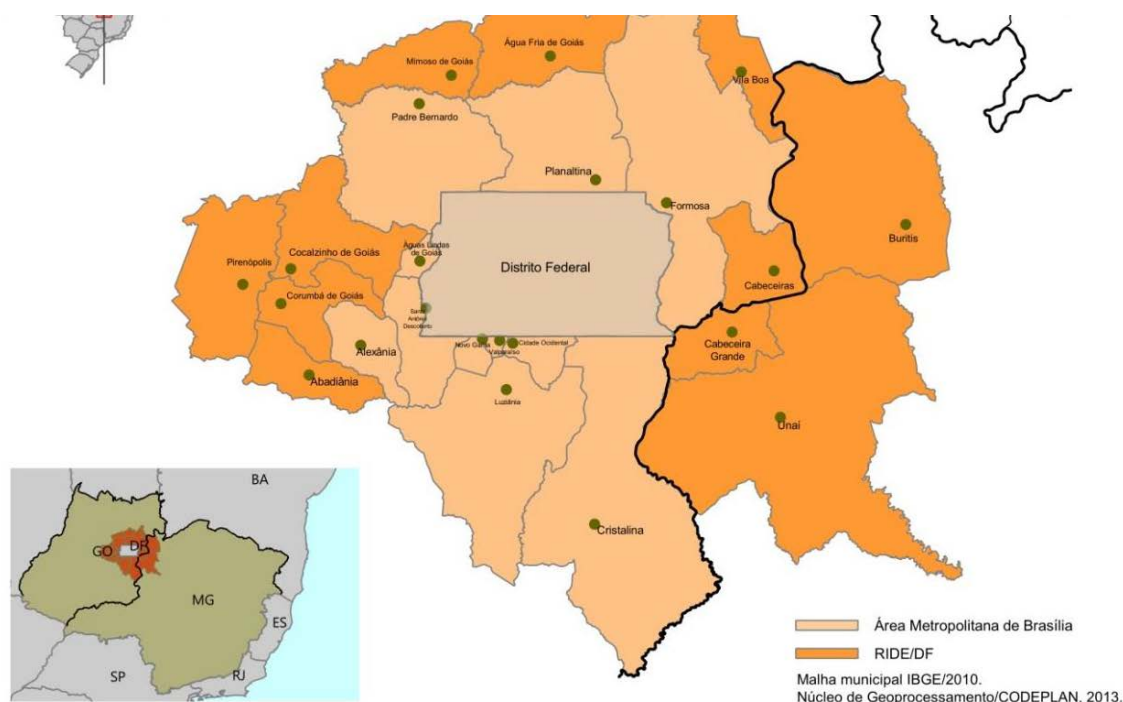 Água Fria de Goiás
Mimoso de Goiás
Vila Boa
Padre Bernardo
Planaltina
Formosa
Buritis
Águas Lindas
de Goiás
Cocalzinho de Goiás
Pirenópolis
Distrito Federal
Cabeceiras
Corumbá de Goiás
Santo
Antônio
Descoberto
Novo Gama
Valparaíso
Cidade Ocidental
Cabeceira
Grande
Alexânia
Abadiânia
Luziânia
Unaí
Cristalina
BA
GO
DF
MG
ES
SP
RJ
Área Metropolitana de Brasília
RIDE/DF
Malha municipal IBGE/2010.
Núcleo de Geoprocessamento/CODEPLAN, 2013.